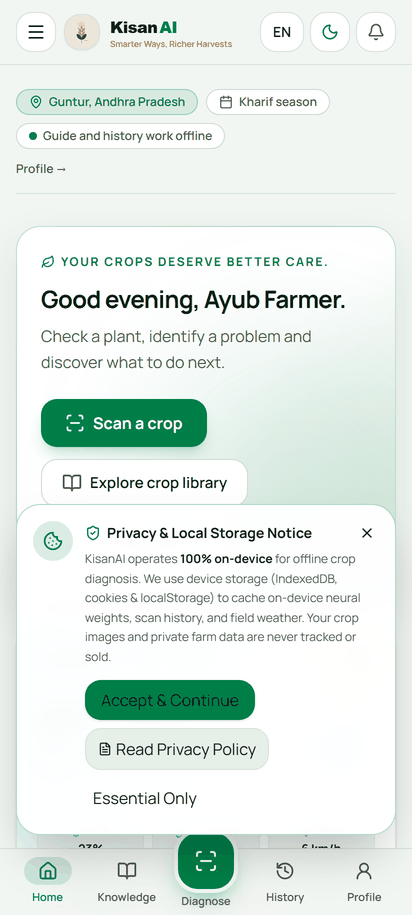 Kisan AI
Smarter Ways, Richer Harvests
EN
Guntur, Andhra Pradesh
Kharif season
Guide and history work offline
Profile →
YOUR CROPS DESERVE BETTER CARE.
Good evening, Ayub Farmer.
Check a plant, identify a problem and
discover what to do next.
Scan a crop
Explore crop library
Privacy & Local Storage Notice
KisanAI operates 100% on-device for offline crop
diagnosis. We use device storage (IndexedDB,
cookies & localStorage) to cache on-device neural
weights, scan history, and field weather. Your crop
images and private farm data are never tracked or
sold.
Accept & Continue
Read Privacy Policy
Essential Only
Home
Knowledge
Diagnose
History
Profile